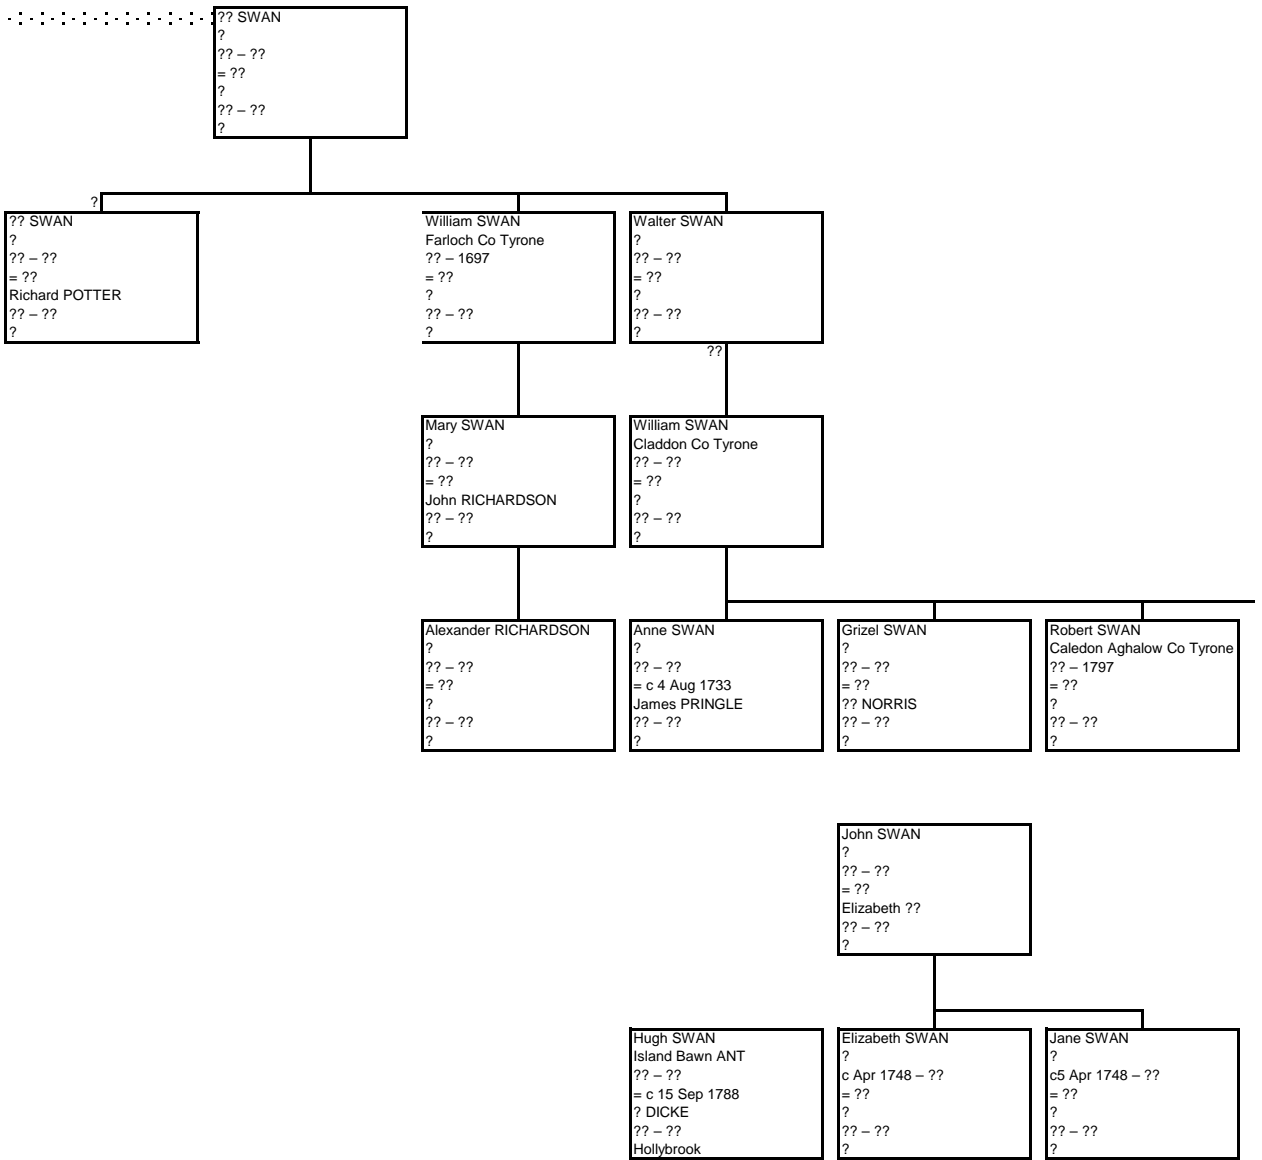 ?? SWAN
?
?? – ??
= ??
?
?? – ??
?
?
?? SWAN
?
?? – ??
= ??
Richard POTTER
?? – ??
?
William SWAN
Farloch Co Tyrone
?? – 1697
= ??
?
?? – ??
?
Walter SWAN
?
?? – ??
= ??
?
?? – ??
?
??
Mary SWAN
?
?? – ??
= ??
John RICHARDSON
?? – ??
?
William SWAN
Claddon Co Tyrone
?? – ??
= ??
?
?? – ??
?
Alexander RICHARDSON
?
?? – ??
= ??
?
?? – ??
?
Anne SWAN
?
?? – ??
= c 4 Aug 1733
James PRINGLE
?? – ??
?
Grizel SWAN
?
?? – ??
= ??
?? NORRIS
?? – ??
?
Robert SWAN
Caledon Aghalow Co Tyrone
?? – 1797
= ??
?
?? – ??
?
John SWAN
?
?? – ??
= ??
Elizabeth ??
?? – ??
?
Hugh SWAN
Island Bawn ANT
?? – ??
= c 15 Sep 1788
? DICKE
?? – ??
Hollybrook
Elizabeth SWAN
?
c Apr 1748 – ??
= ??
?
?? – ??
?
Jane SWAN
?
c5 Apr 1748 – ??
= ??
?
?? – ??
?